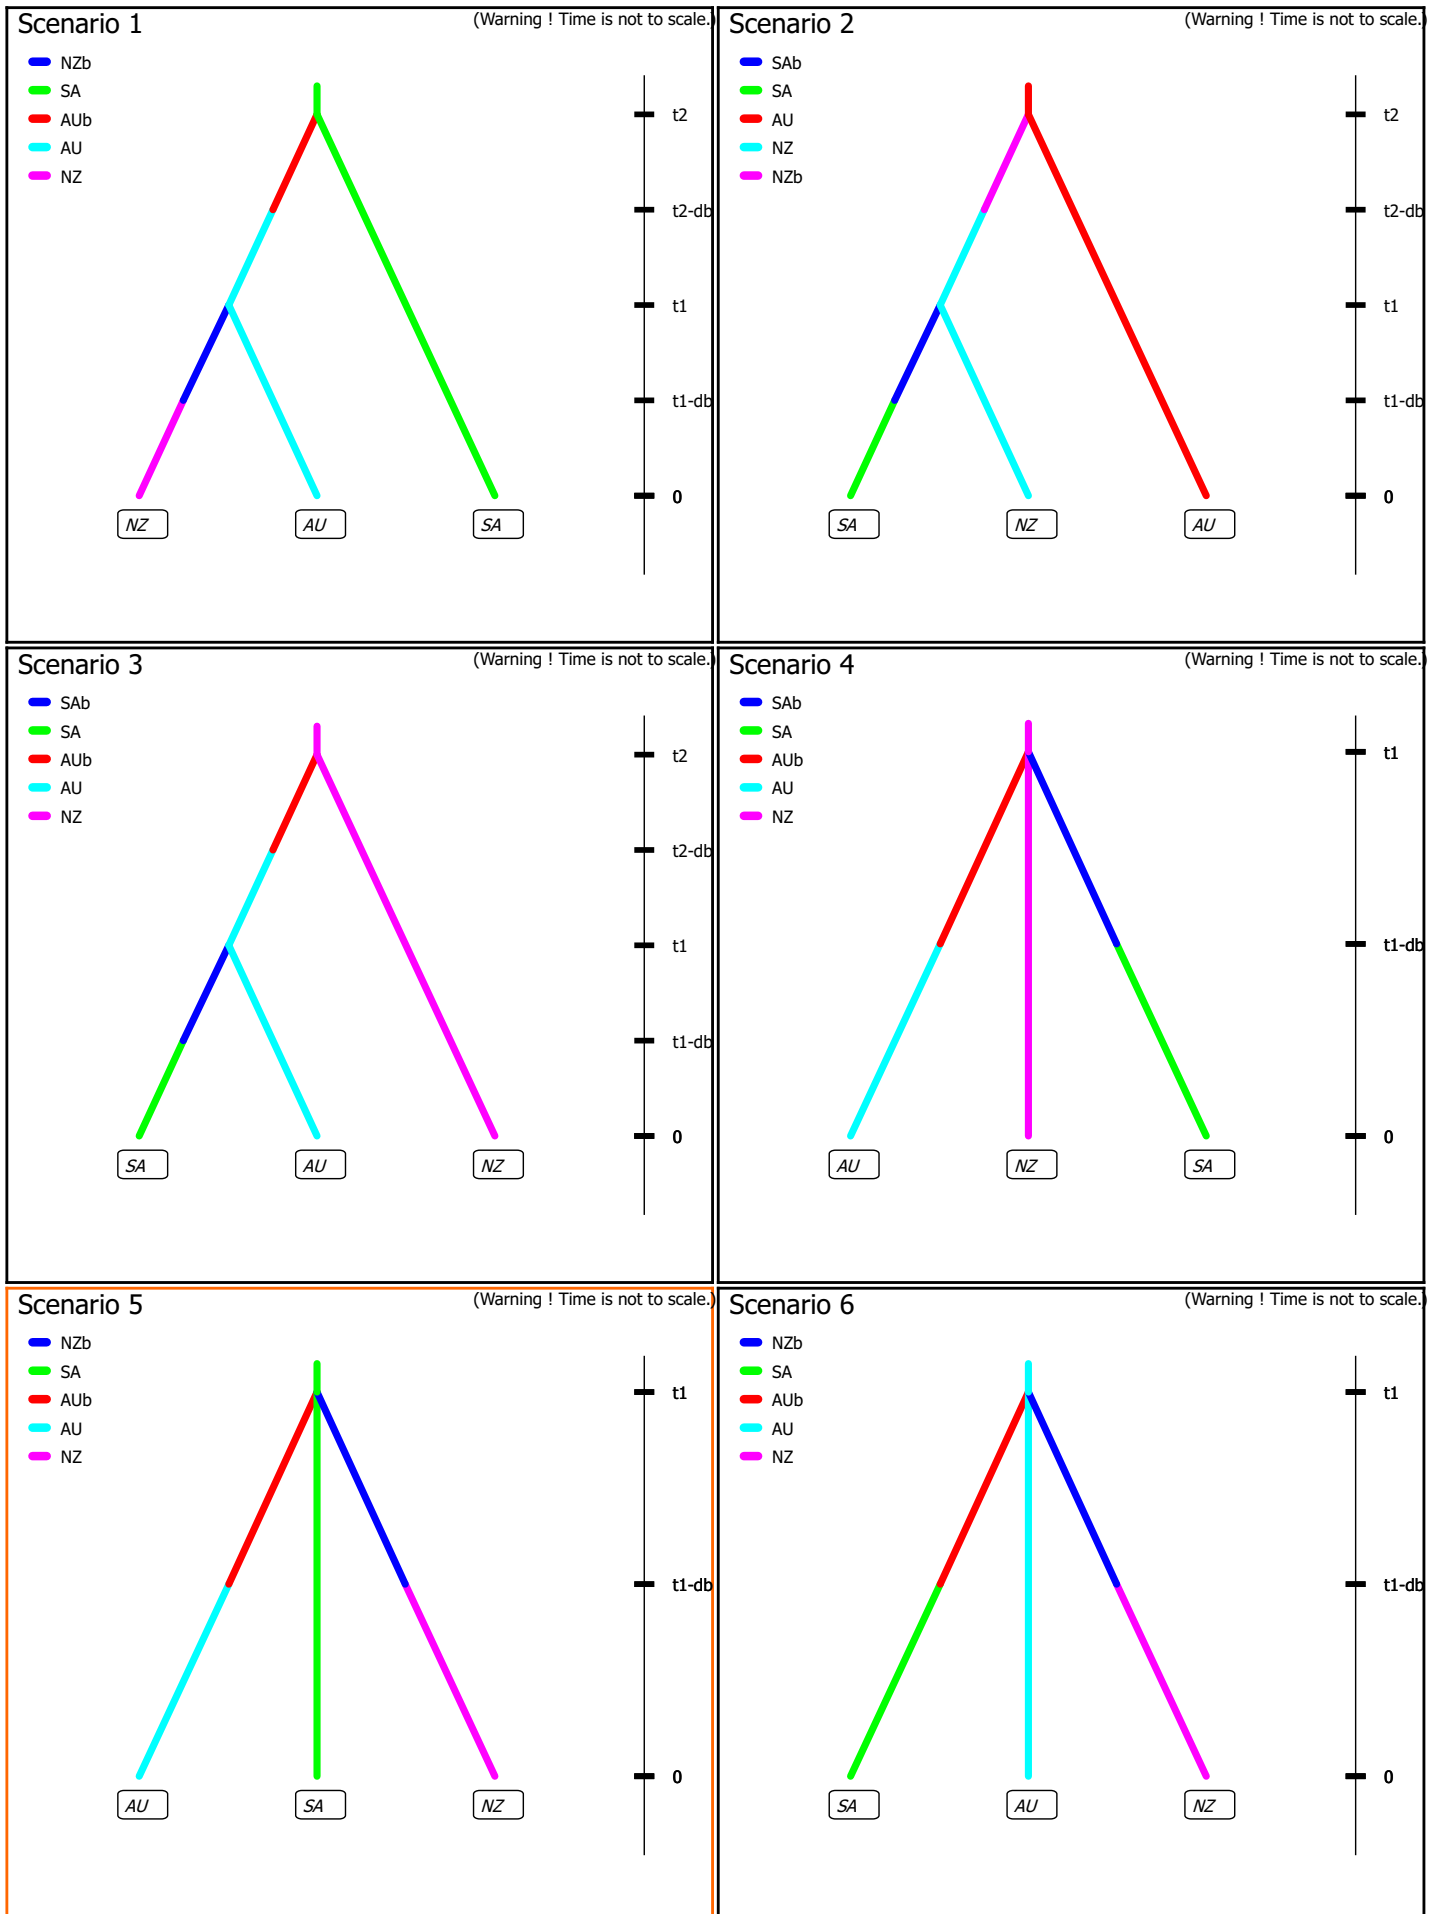 Scenario 1
(Warning ! Time is not to scale.)
NZb
SA
AUb
AU
NZ
t2
t2-db
t1
t1-db
0
NZ
AU
SA
Scenario 2
(Warning ! Time is not to scale.)
SAb
SA
AU
NZ
NZb
t2
t2-db
t1
t1-db
0
SA
NZ
AU
Scenario 3
(Warning ! Time is not to scale.)
SAb
SA
AUb
AU
NZ
t2
t2-db
t1
t1-db
0
SA
AU
NZ
Scenario 4
(Warning ! Time is not to scale.)
SAb
SA
AUb
AU
NZ
t1
t1-db
0
AU
NZ
SA
Scenario 5
(Warning ! Time is not to scale.)
NZb
SA
AUb
AU
NZ
t1
t1-db
0
AU
SA
NZ
Scenario 6
(Warning ! Time is not to scale.)
NZb
SA
AUb
AU
NZ
t1
t1-db
0
SA
AU
NZ